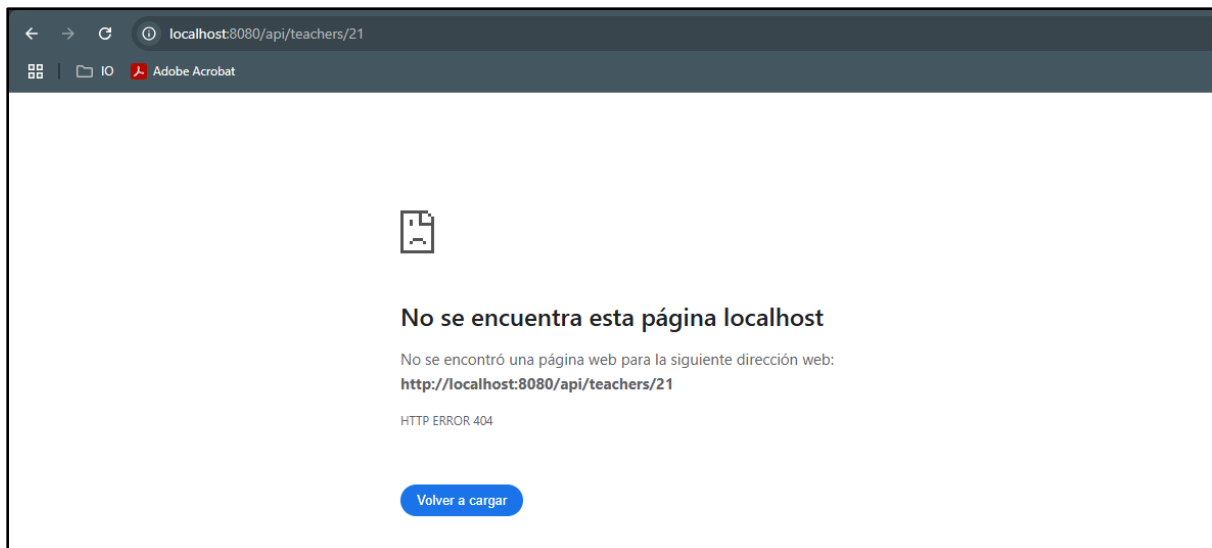 localhost:8080/api/teachers/21
IO Adobe Acrobat
No se encuentra esta página localhost
No se encontró una página web para la siguiente dirección web:
http://localhost:8080/api/teachers/21
HTTP ERROR 404
Volver a cargar